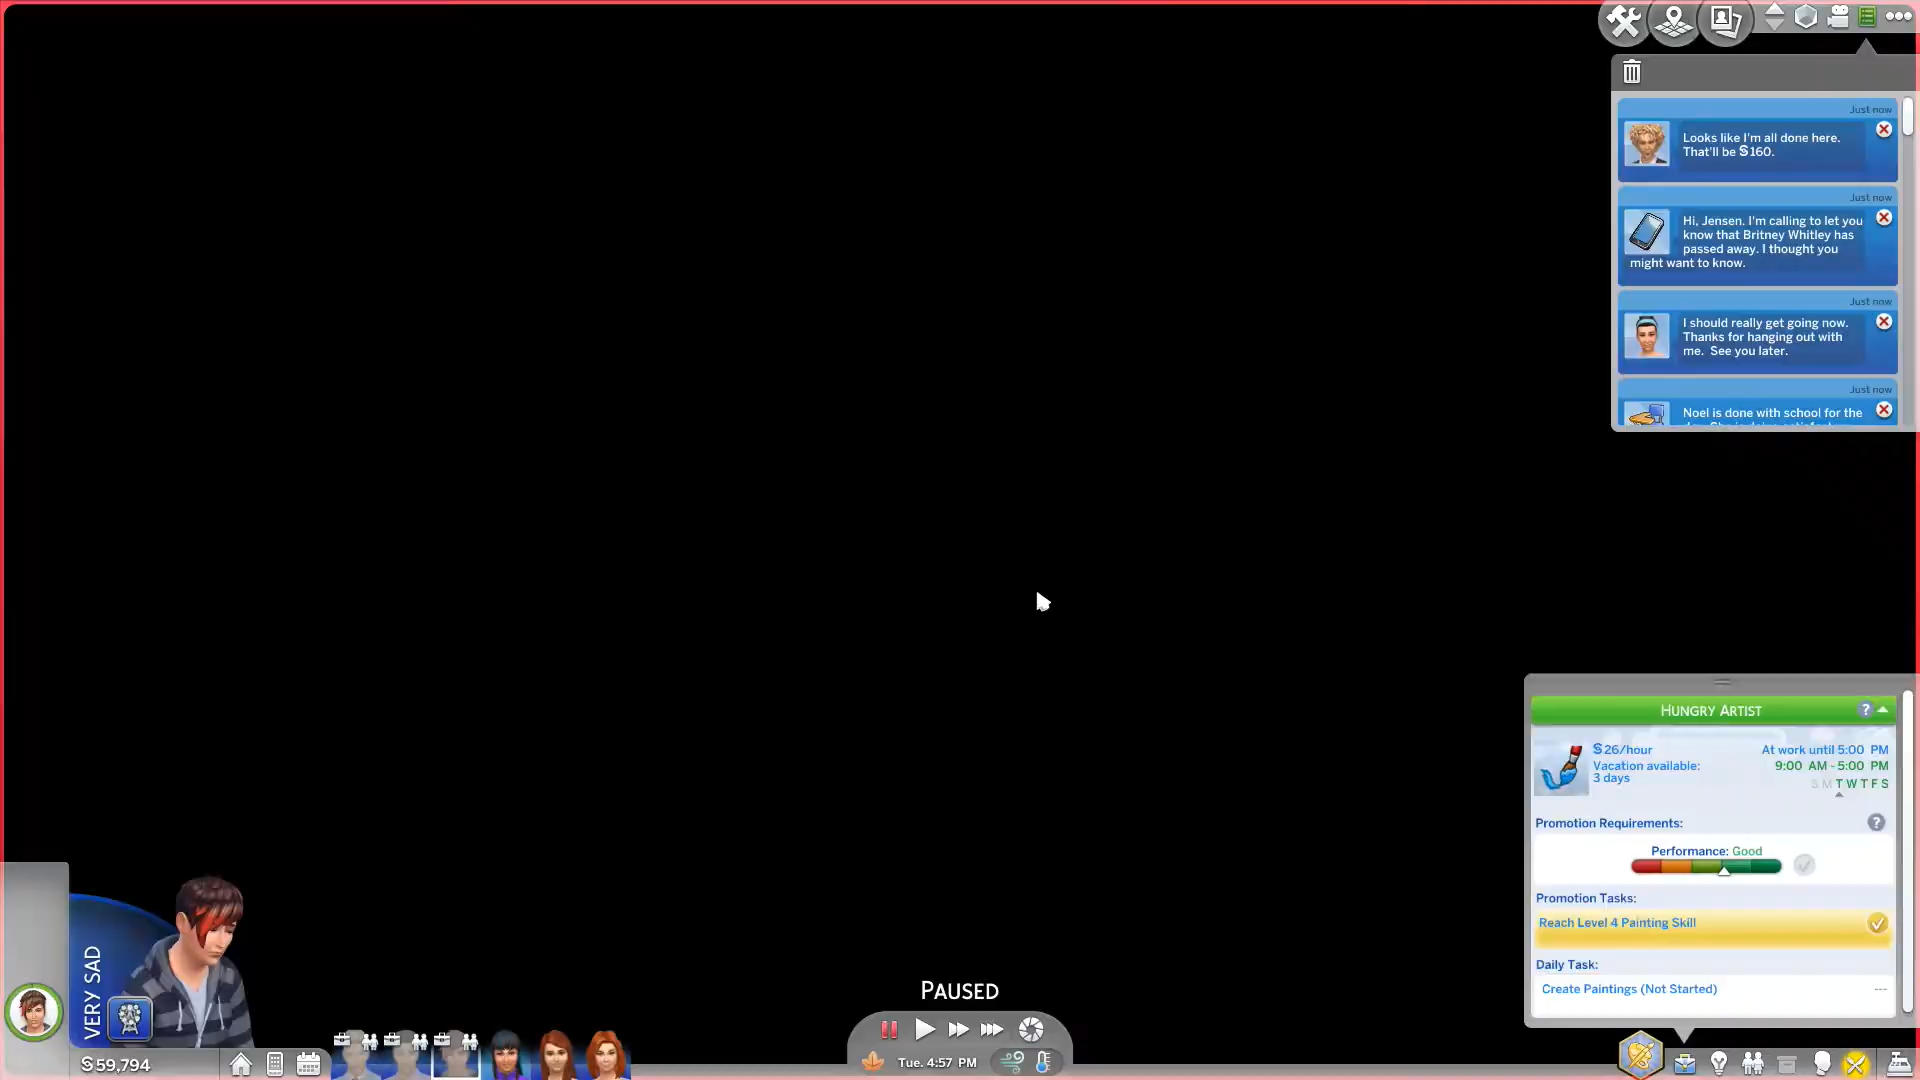 Just now
Looks like I'm all done here.
That'll be §160.
Just now
Hi, Jensen. I'm calling to let you
know that Britney Whitley has
passed away. I thought you
might want to know.
Just now
I should really get going now.
Thanks for hanging out with
me. See you later.
Just now
Noel is done with school for the
HUNGRY ARTIST
?
§26/hour
At work until 5:00 PM
Vacation available:
3 days
9:00 AM - 5:00 PM
S M T W T F S
Promotion Requirements:
?
Performance: Good
Promotion Tasks:
Reach Level 4 Painting Skill
Daily Task:
Create Paintings (Not Started)
---
VERY SAD
§59,794
PAUSED
Tue. 4:57 PM